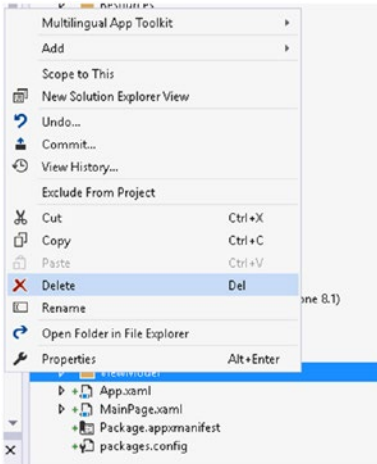 Resources
Multilingual App Toolkit
Add
Scope to This
New Solution Explorer View
Undo...
Commit...
View History...
Exclude From Project
Cut Ctrl+X
Copy Ctrl+C
Paste Ctrl+V
Delete Del
one 8.1)
Rename
Open Folder in File Explorer
Properties Alt+Enter
ViewModel
App.xaml
MainPage.xaml
Package.appxmanifest
packages.config